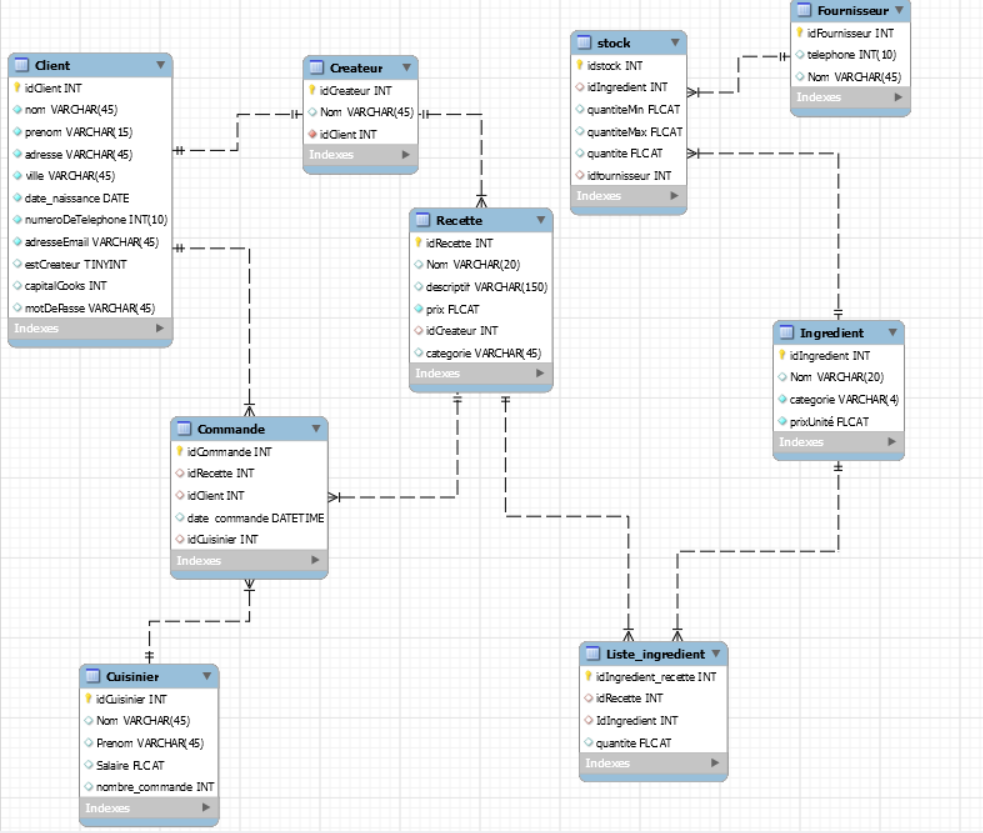 Client
idClient INT
nom VARCHAR(45)
prenom VARCHAR(15)
adresse VARCHAR(45)
ville VARCHAR(45)
date_naissance DATE
numeroDeTelephone INT(10)
adresseEmail VARCHAR(45)
estCreateur TINYINT
capitalCooks INT
motDePasse VARCHAR(45)
Indexes
Createur
idCreateur INT
Nom VARCHAR(45)
idClient INT
Indexes
stock
idstock INT
idIngredient INT
quantiteMin FLOAT
quantiteMax FLOAT
quantite FLOAT
idfournisseur INT
Indexes
Fournisseur
idFournisseur INT
telephone INT(10)
Nom VARCHAR(45)
Indexes
Recette
idRecette INT
Nom VARCHAR(20)
descriptif VARCHAR(150)
prix FLOAT
idCreateur INT
categorie VARCHAR(45)
Indexes
Ingredient
idIngredient INT
Nom VARCHAR(20)
categorie VARCHAR(4)
prixUnité FLOAT
Indexes
Commande
idCommande INT
idRecette INT
idClient INT
date_commande DATETIME
idCuisinier INT
Indexes
Cuisinier
idCuisinier INT
Nom VARCHAR(45)
Prenom VARCHAR(45)
Salaire FLOAT
nombre_commande INT
Indexes
Liste_ingredient
idIngredient_recette INT
idRecette INT
IdIngredient INT
quantite FLOAT
Indexes